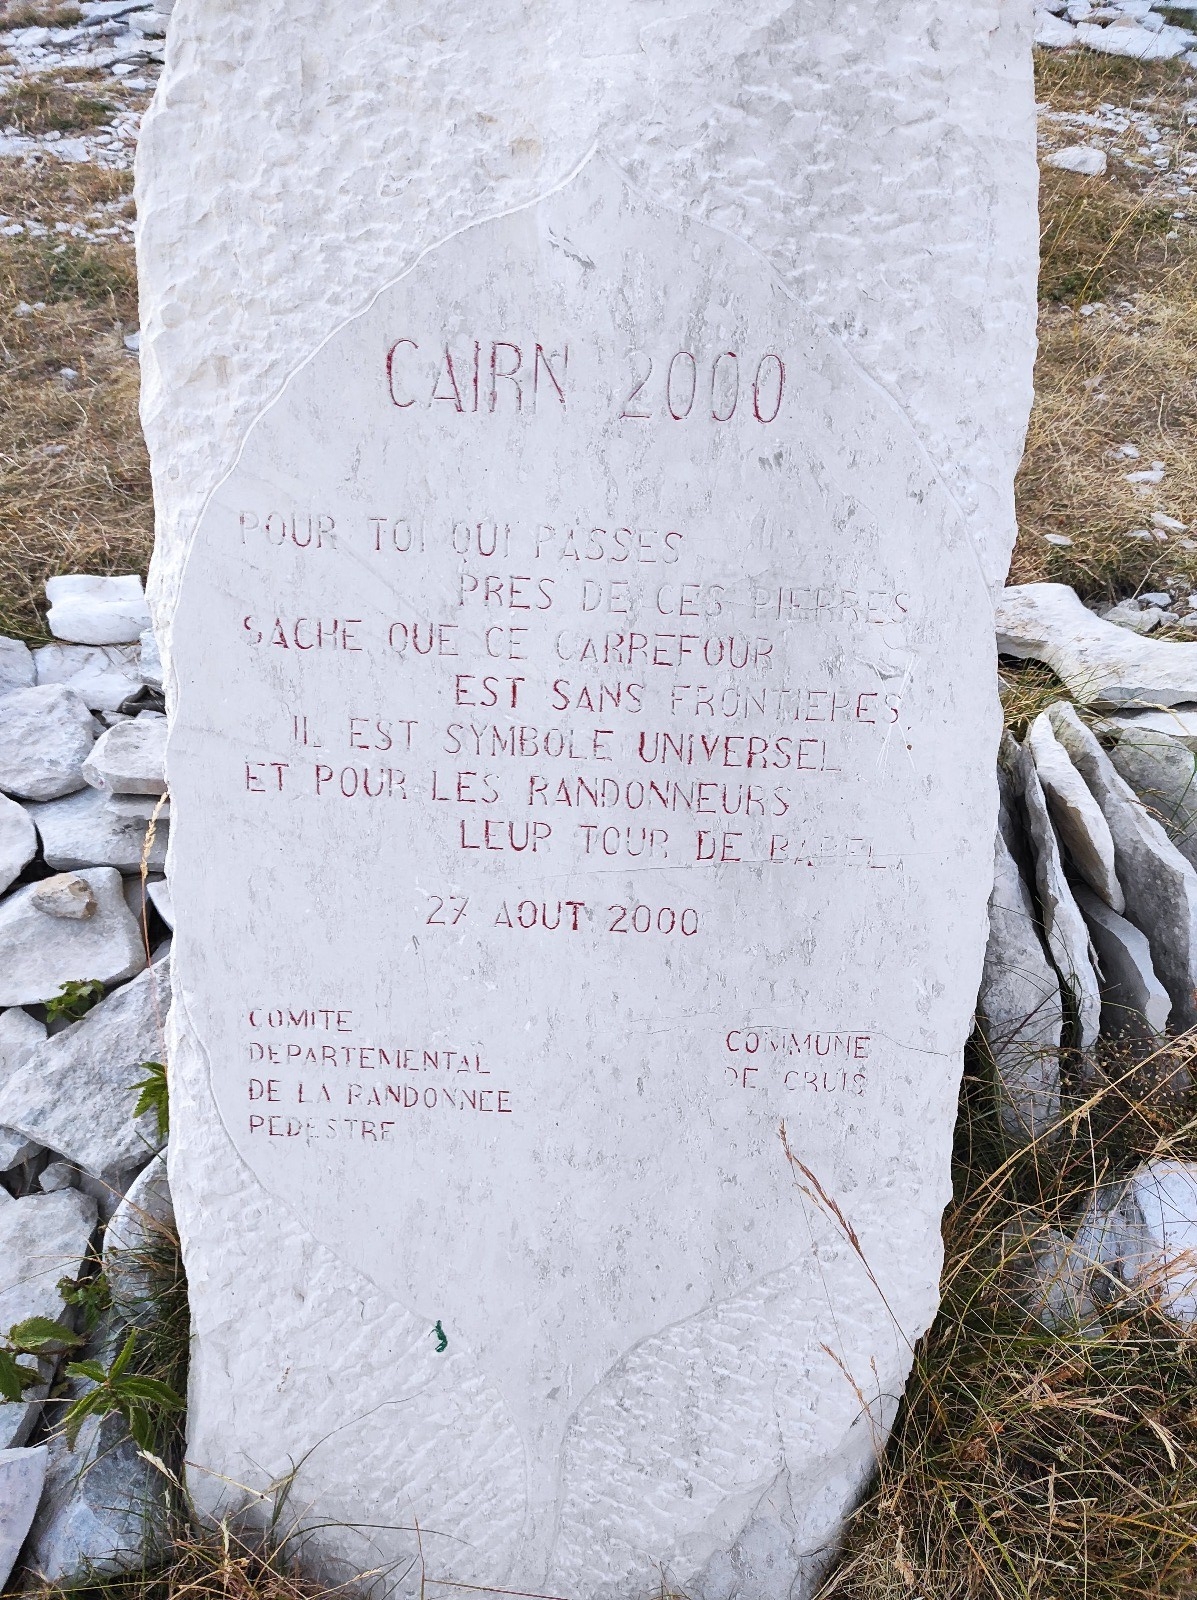 CAIRN 2000
POUR TOI QUI PASSES
PRES DE CES PIERRES
SACHE QUE CE CARREFOUR
EST SANS FRONTIERES
IL EST SYMBOLE UNIVERSEL
ET POUR LES RANDONNEURS
LEUR TOUR DE BABEL.
27 AOUT 2000
COMITE
DEPARTEMENTAL
DE LA RANDONNEE
PEDESTRE
COMMUNE
DE CRUIS